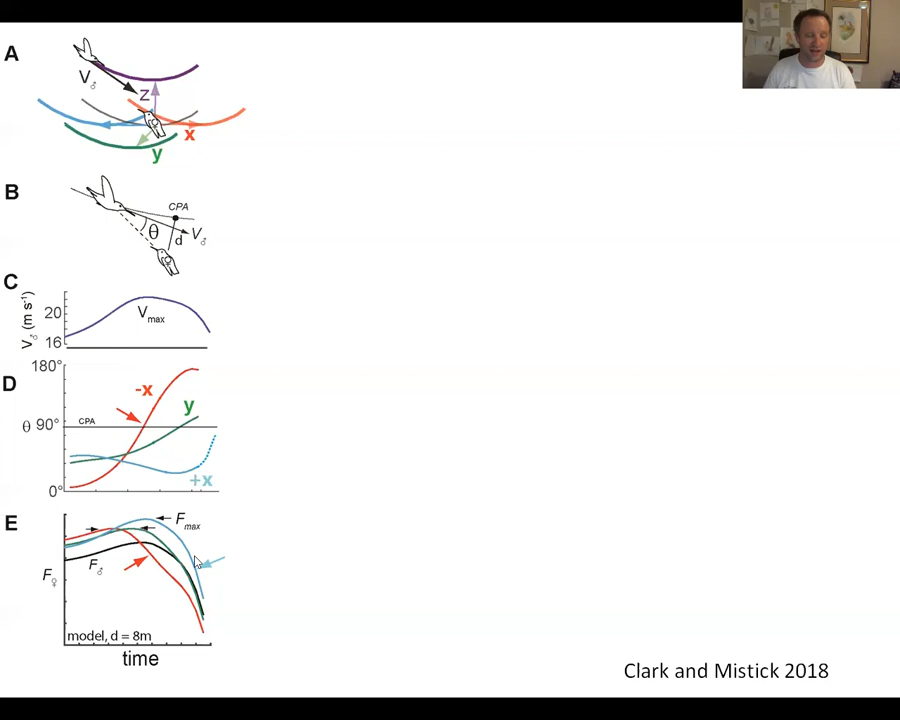 A
V♂
Z
x
y
B
CPA
θ
V♂
d
C
V♂ (m s⁻¹)
20
16
Vmax
D
180°
-x
y
θ 90°
CPA
+x
0°
E
Fmax
F♂
F♀
model, d = 8m
time
Clark and Mistick 2018